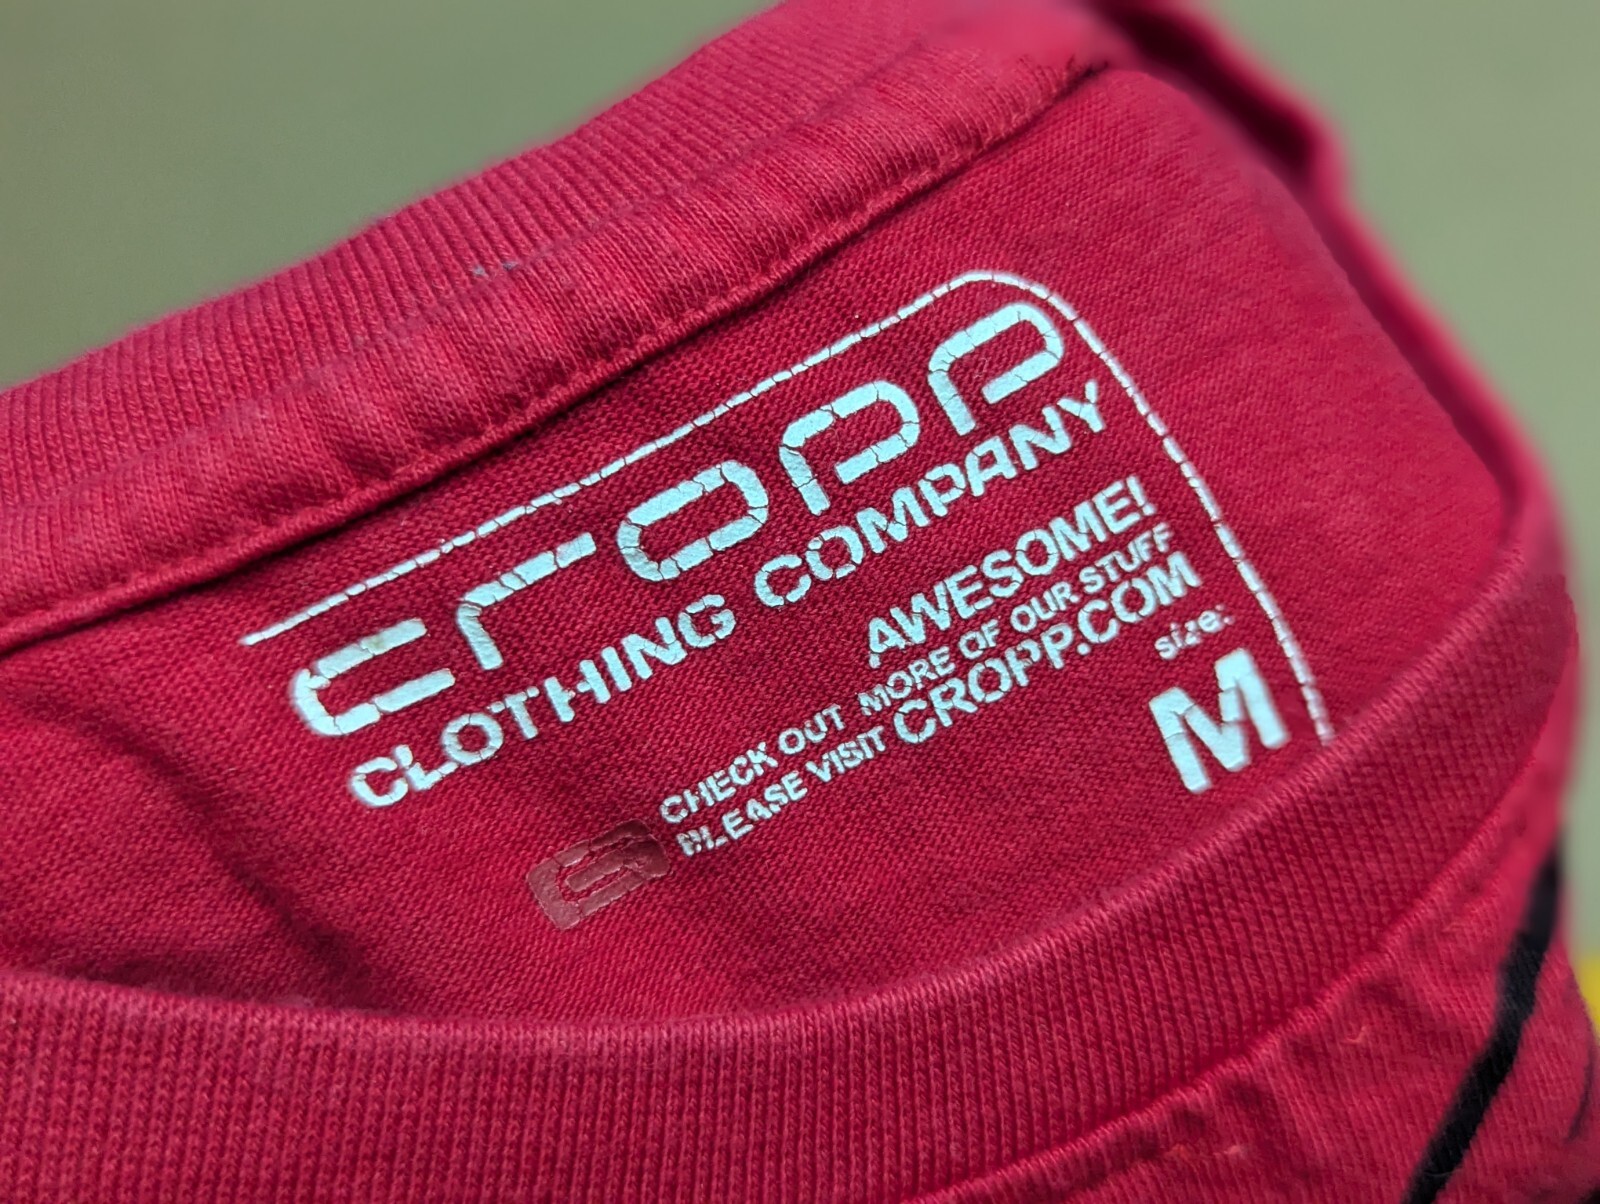 cropp
CLOTHING COMPANY
AWESOME!
CHECK OUT MORE OF OUR STUFF
PLEASE VISIT CROPP.COM
size:
M